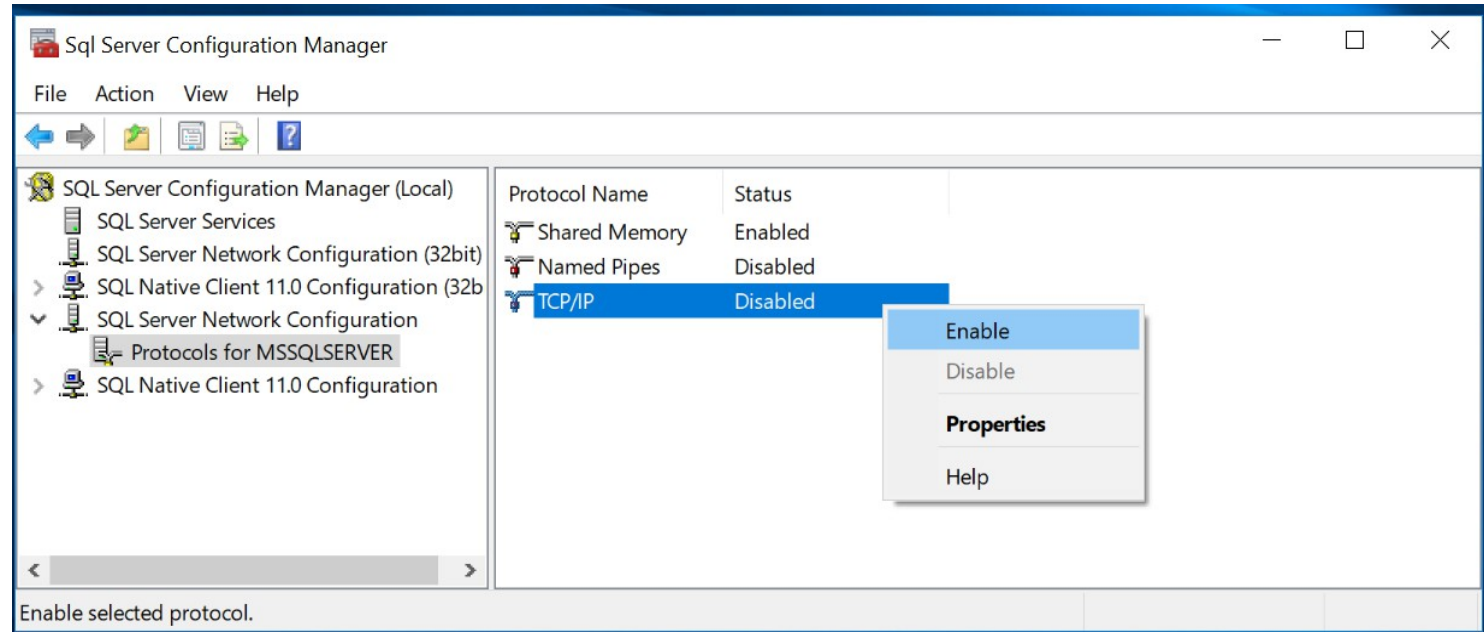 Sql Server Configuration Manager
File Action View Help
SQL Server Configuration Manager (Local)
SQL Server Services
SQL Server Network Configuration (32bit)
SQL Native Client 11.0 Configuration (32b
SQL Server Network Configuration
Protocols for MSSQLSERVER
SQL Native Client 11.0 Configuration
Protocol Name Status
Shared Memory Enabled
Named Pipes Disabled
TCP/IP Disabled
Enable
Disable
Properties
Help
Enable selected protocol.